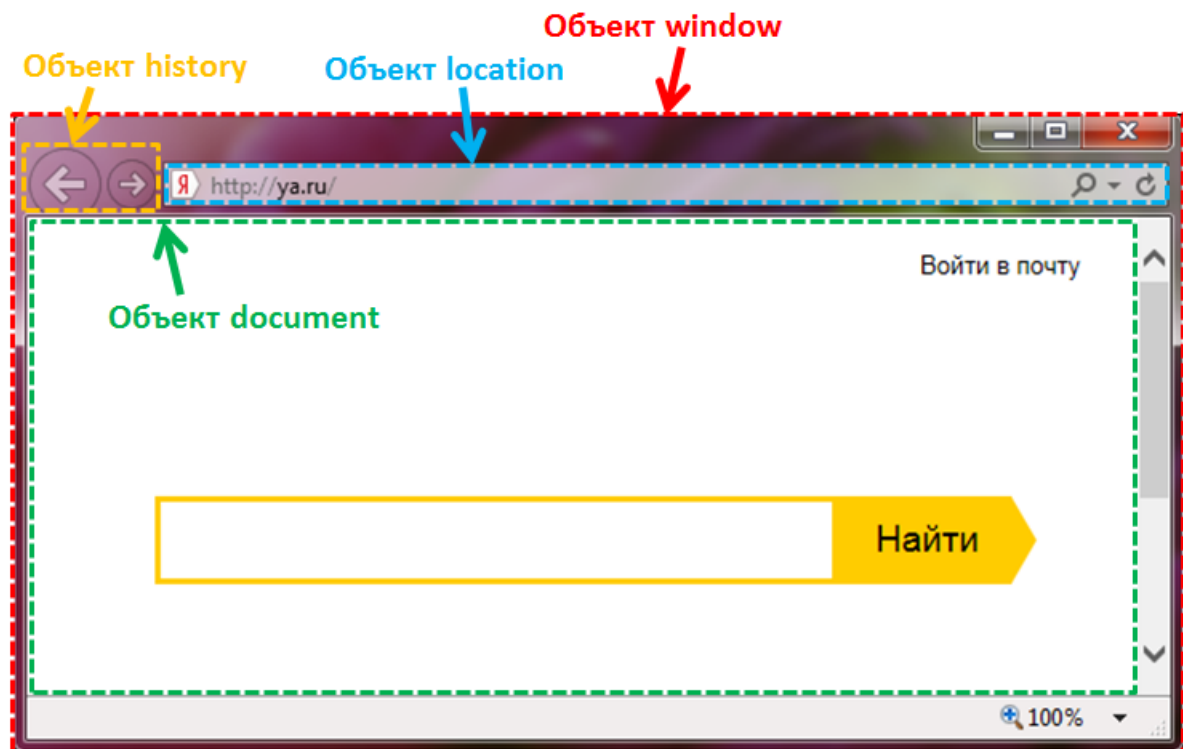 Объект window
Объект history
Объект location
Я http://ya.ru/
Войти в почту
Объект document
Найти
100%